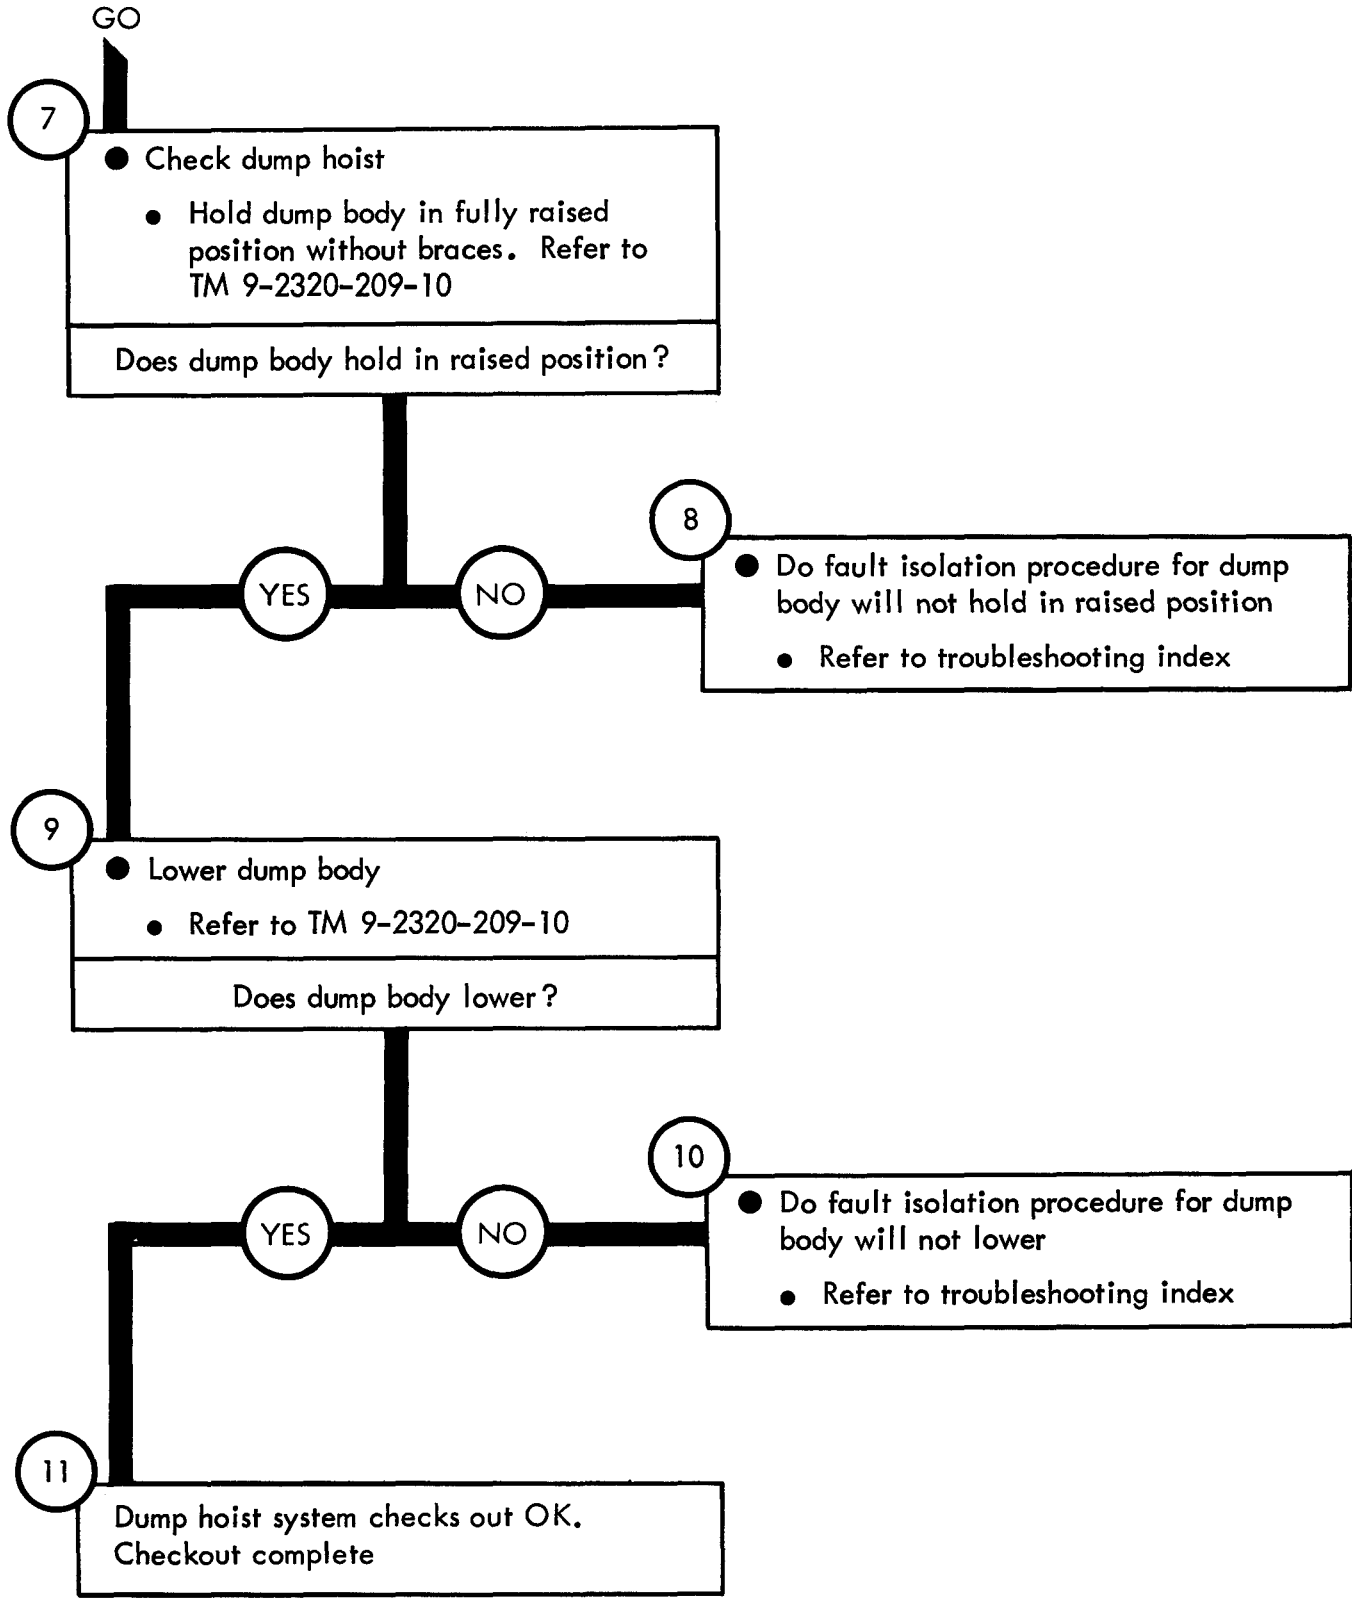 GO
7
● Check dump hoist
● Hold dump body in fully raised
position without braces. Refer to
TM 9-2320-209-10
Does dump body hold in raised position?
YES
NO
8
● Do fault isolation procedure for dump
body will not hold in raised position
● Refer to troubleshooting index
9
● Lower dump body
● Refer to TM 9-2320-209-10
Does dump body lower?
YES
NO
10
● Do fault isolation procedure for dump
body will not lower
● Refer to troubleshooting index
11
Dump hoist system checks out OK.
Checkout complete